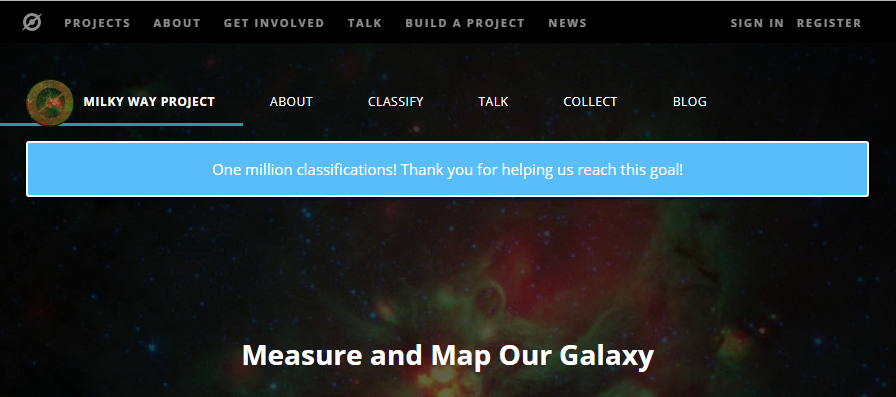 PROJECTS ABOUT GET INVOLVED TALK BUILD A PROJECT NEWS SIGN IN REGISTER
MILKY WAY PROJECT ABOUT CLASSIFY TALK COLLECT BLOG
One million classifications! Thank you for helping us reach this goal!
Measure and Map Our Galaxy